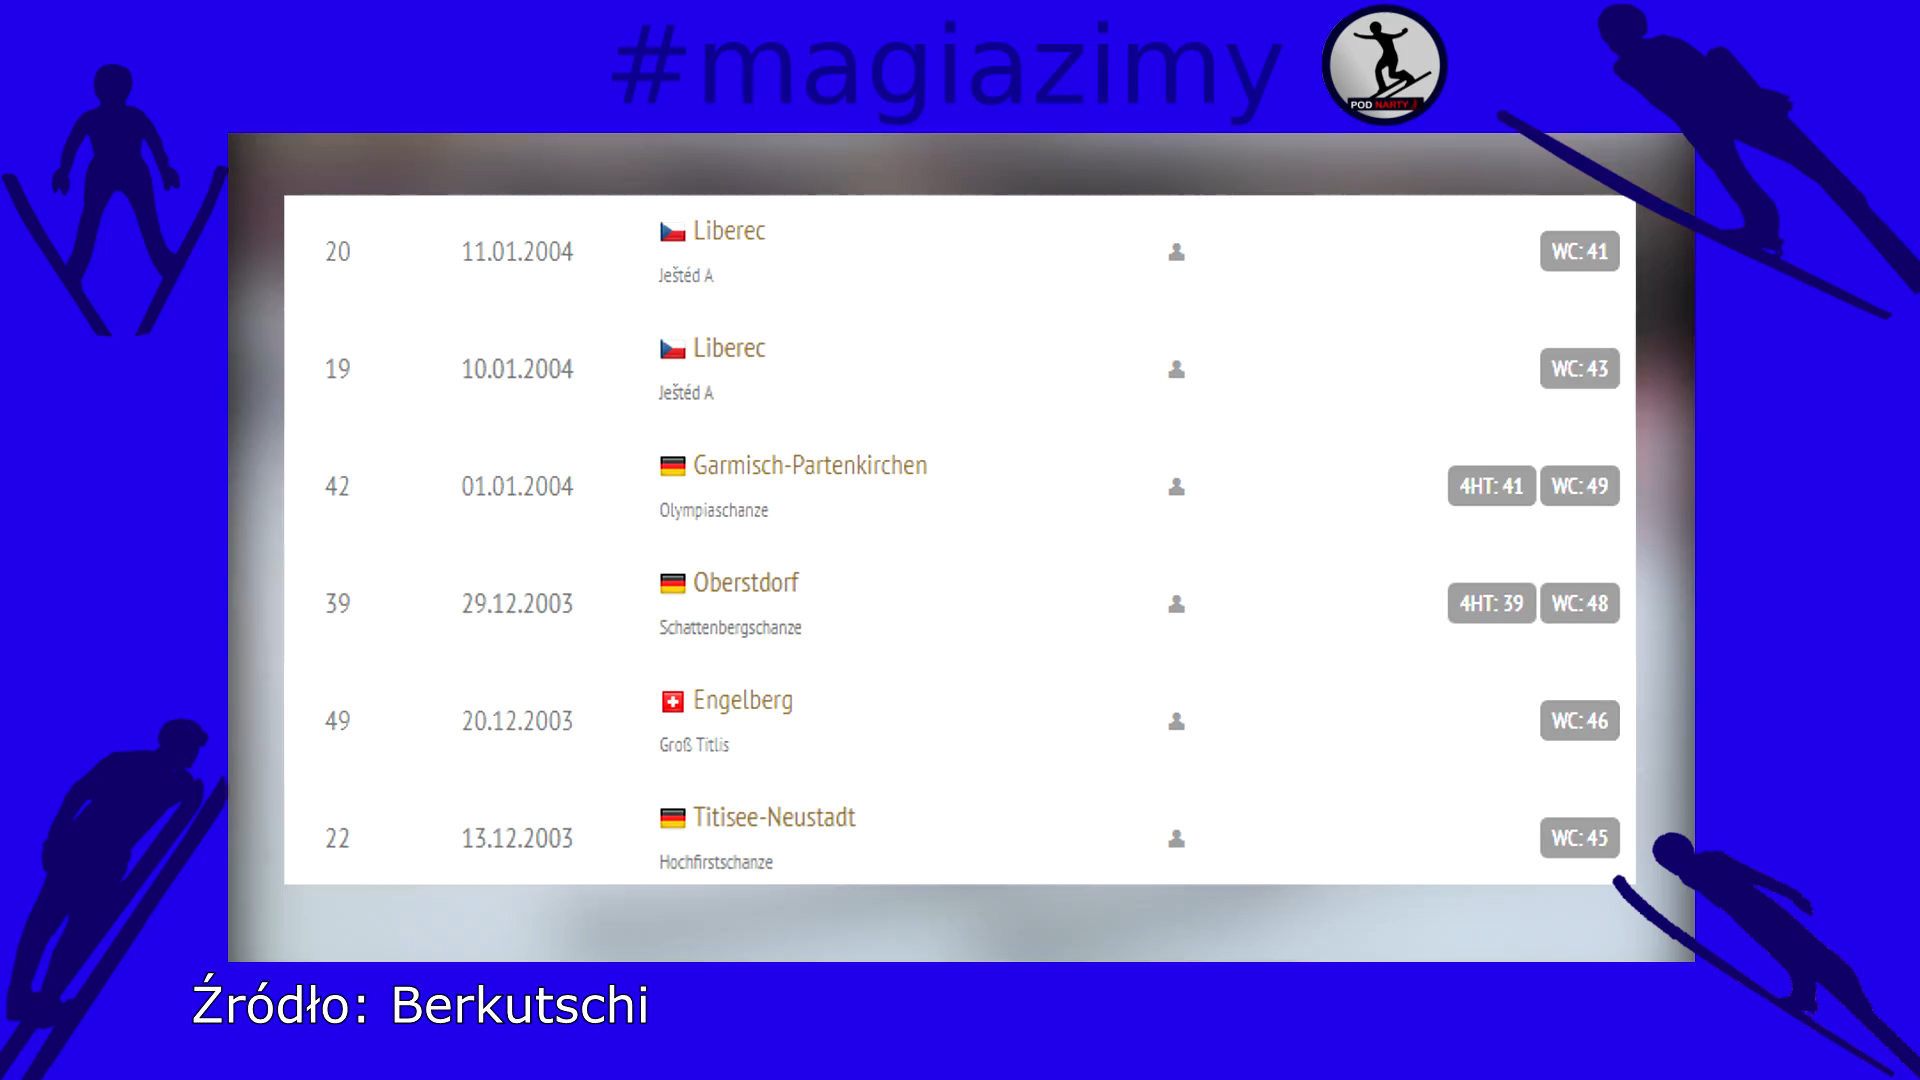 #magiazimy
POD NARTY
20 11.01.2004 Liberec WC: 41
Ještěd A
19 10.01.2004 Liberec WC: 43
Ještěd A
42 01.01.2004 Garmisch-Partenkirchen 4HT: 41 WC: 49
Olympiaschanze
39 29.12.2003 Oberstdorf 4HT: 39 WC: 48
Schattenbergschanze
49 20.12.2003 Engelberg WC: 46
Groß Titlis
22 13.12.2003 Titisee-Neustadt WC: 45
Hochfirstschanze
Źródło: Berkutschi